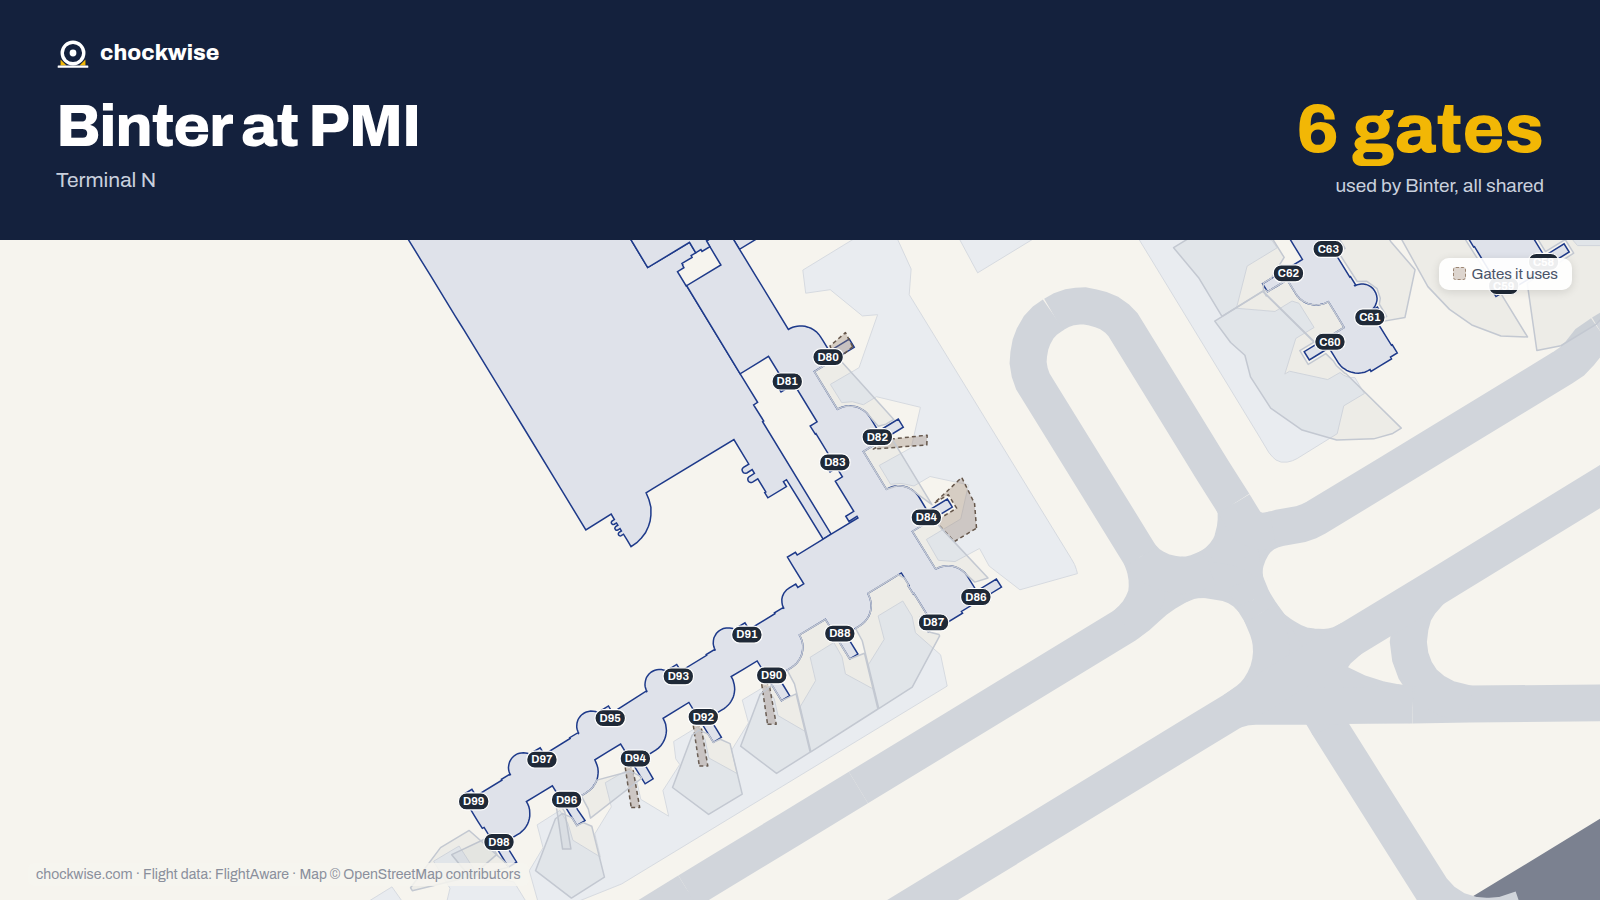 chockwise
Binter at PMI
Terminal N
6 gates
used by Binter, all shared
C63
C62
Gates it uses
C61
C60
D80
D81
D82
D83
D84
D86
D87
D91
D88
D93
D90
D95
D92
D97
D94
D99
D96
D98
chockwise.com · Flight data: FlightAware · Map © OpenStreetMap contributors